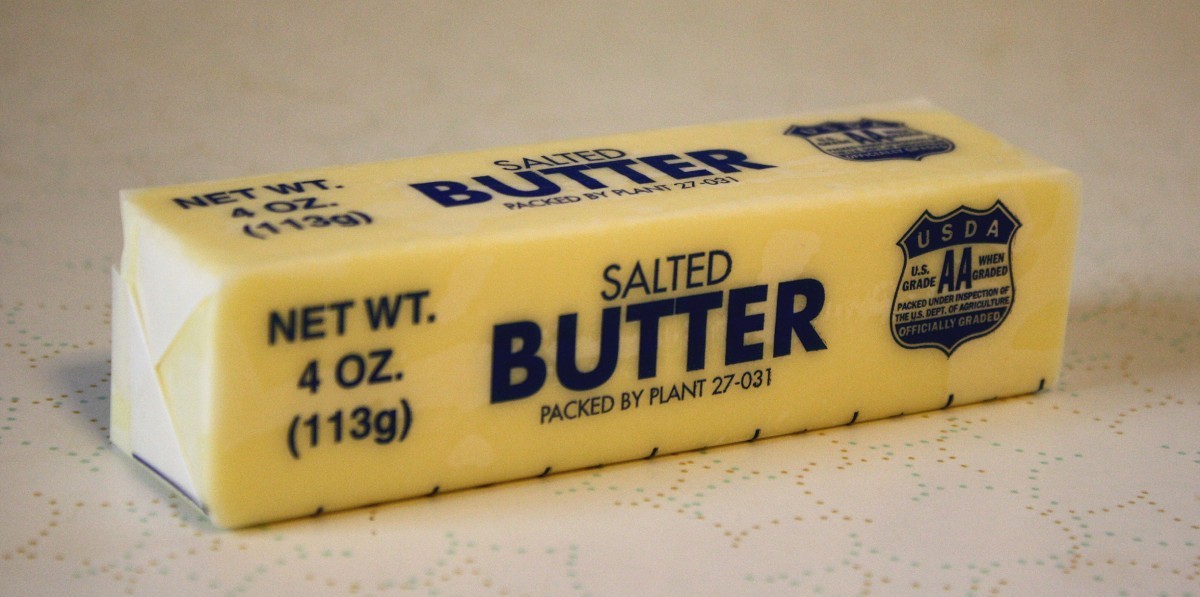 NET WT.
4 OZ.
(113g)
SALTED
BUTTER
PACKED BY PLANT 27-031
AA
NET WT.
4 OZ.
(113g)
SALTED
BUTTER
PACKED BY PLANT 27-031
USDA
U.S.
GRADE
AA
WHEN
GRADED
PACKED UNDER INSPECTION OF
THE U.S. DEPT. OF AGRICULTURE
OFFICIALLY GRADED